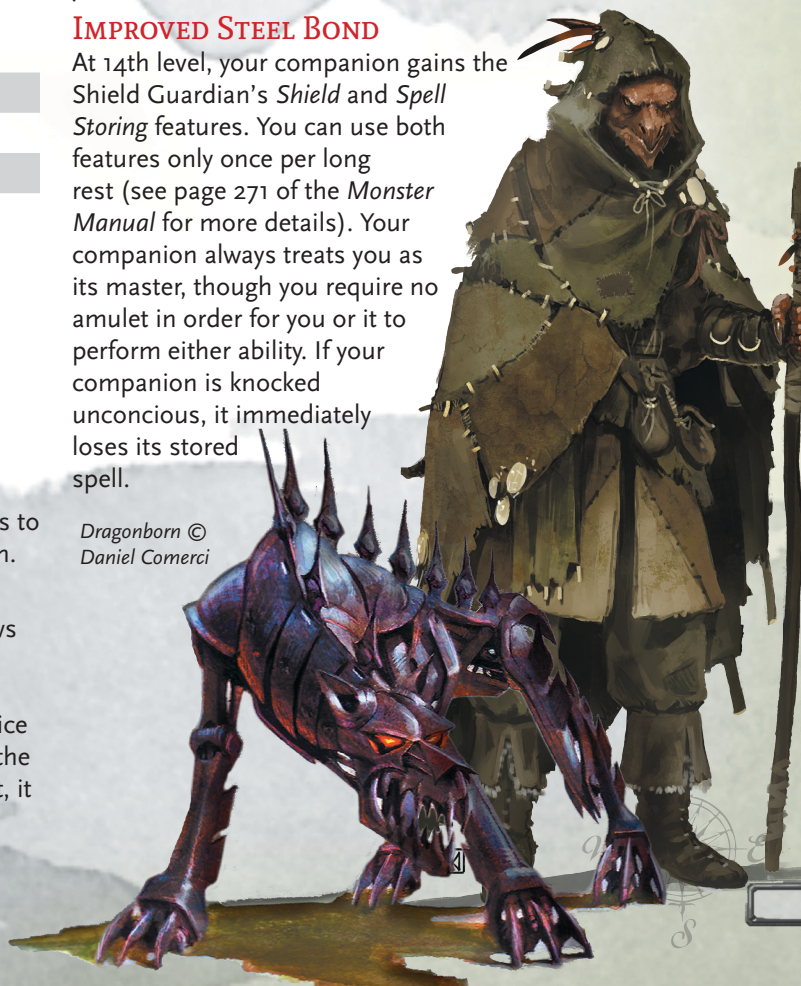 IMPROVED STEEL BOND
At 14th level, your companion gains the
Shield Guardian's Shield and Spell
Storing features. You can use both
features only once per long
rest (see page 271 of the Monster
Manual for more details). Your
companion always treats you as
its master, though you require no
amulet in order for you or it to
perform either ability. If your
companion is knocked
unconcious, it immediately
loses its stored
spell.
Dragonborn ©
Daniel Comerci
s to
n.
ys
ice
the
t, it
E
S